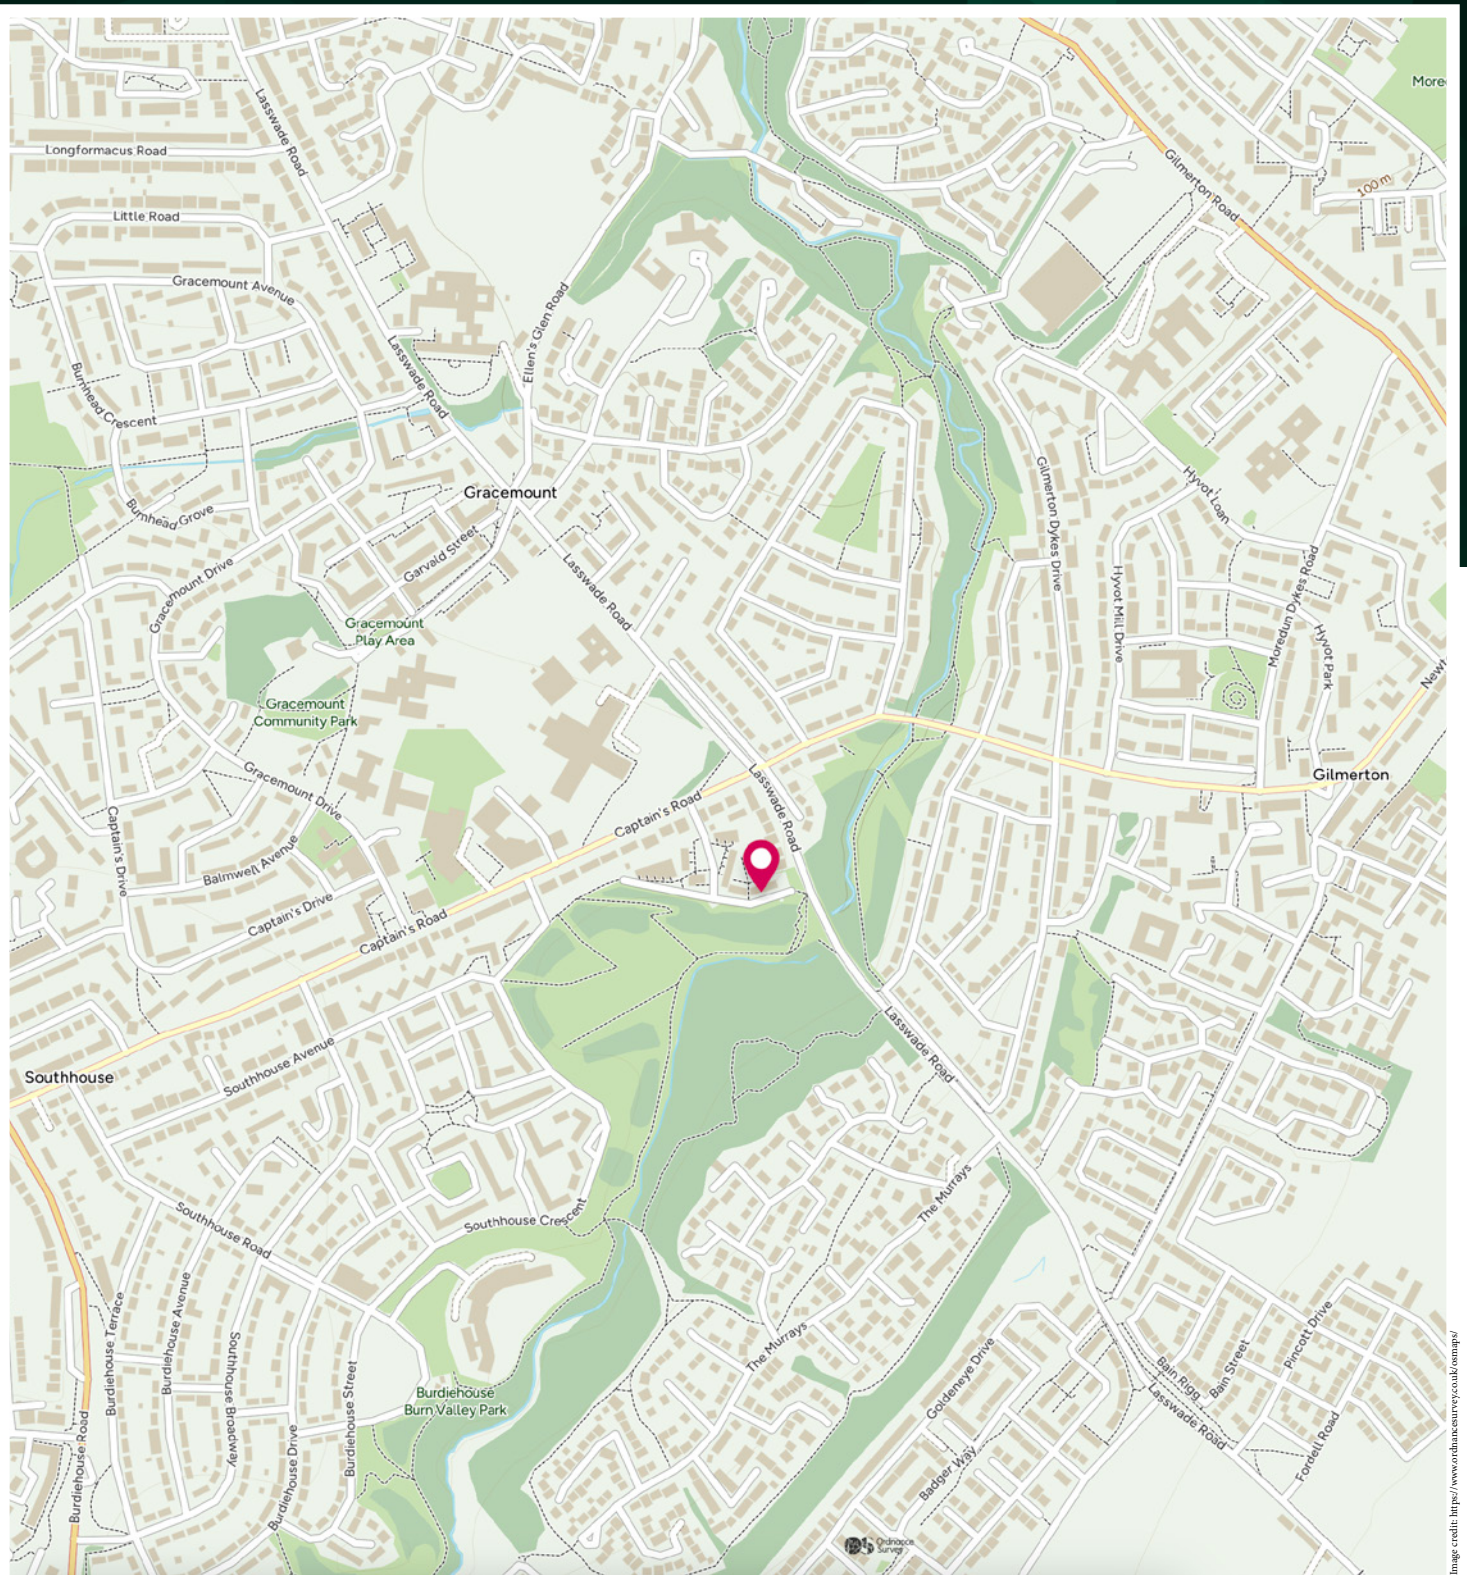 More
Lasswade Road
Longformacus Road
Gilmerton Road
100 m
Little Road
Gracemount Avenue
Ellen's Glen Road
Lasswade Road
Burnhead Crescent
Gracemount
Gilmerton Dykes Drive
Hyvot Loan
Burnhead Grove
Garvald Street
Lasswade Road
Gracemount Drive
Hyvot Mill Drive
Moredun Dykes Road
Hyvot Park
Gracemount
Play Area
Newt
Gracemount
Community Park
Gilmerton
Gracemount Drive
Lasswade Road
Captain's Road
Captain's Drive
Balmwell Avenue
Captain's Drive
Captain's Road
Lasswade Road
Southhouse
Southhouse Avenue
The Murrays
Southhouse Crescent
Southhouse Road
Burdiehouse Terrace
Burdiehouse Avenue
Southhouse Broadway
The Murrays
Pincott Drive
Goldeneye Drive
Bain Rigg
Bain Street
Burdiehouse
Burn Valley Park
Burdiehouse Street
Lasswade Road
Burdiehouse Road
Burdiehouse Drive
Fordell Road
Badger Way
OS Ordnance
Survey
Image credit: https://www.ordnancesurvey.co.uk/osmaps/